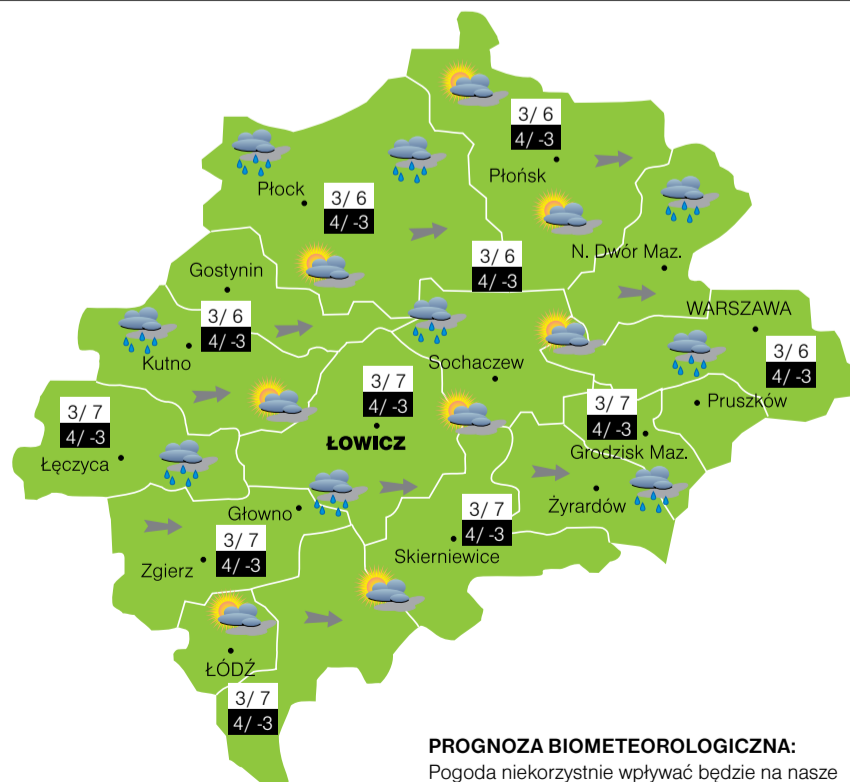 3/ 6
4/ -3
Płońsk
Płock
3/ 6
4/ -3
N. Dwór Maz.
3/ 6
4/ -3
Gostynin
WARSZAWA
3/ 6
4/ -3
Kutno
3/ 6
4/ -3
Sochaczew
3/ 7
4/ -3
ŁOWICZ
3/ 7
4/ -3
Pruszków
Grodzisk Maz.
3/ 7
4/ -3
Łęczyca
Żyrardów
Głowno
3/ 7
4/ -3
Skierniewice
3/ 7
4/ -3
Zgierz
ŁÓDŹ
3/ 7
4/ -3
PROGNOZA BIOMETEOROLOGICZNA:
Pogoda niekorzystnie wpływać będzie na nasze